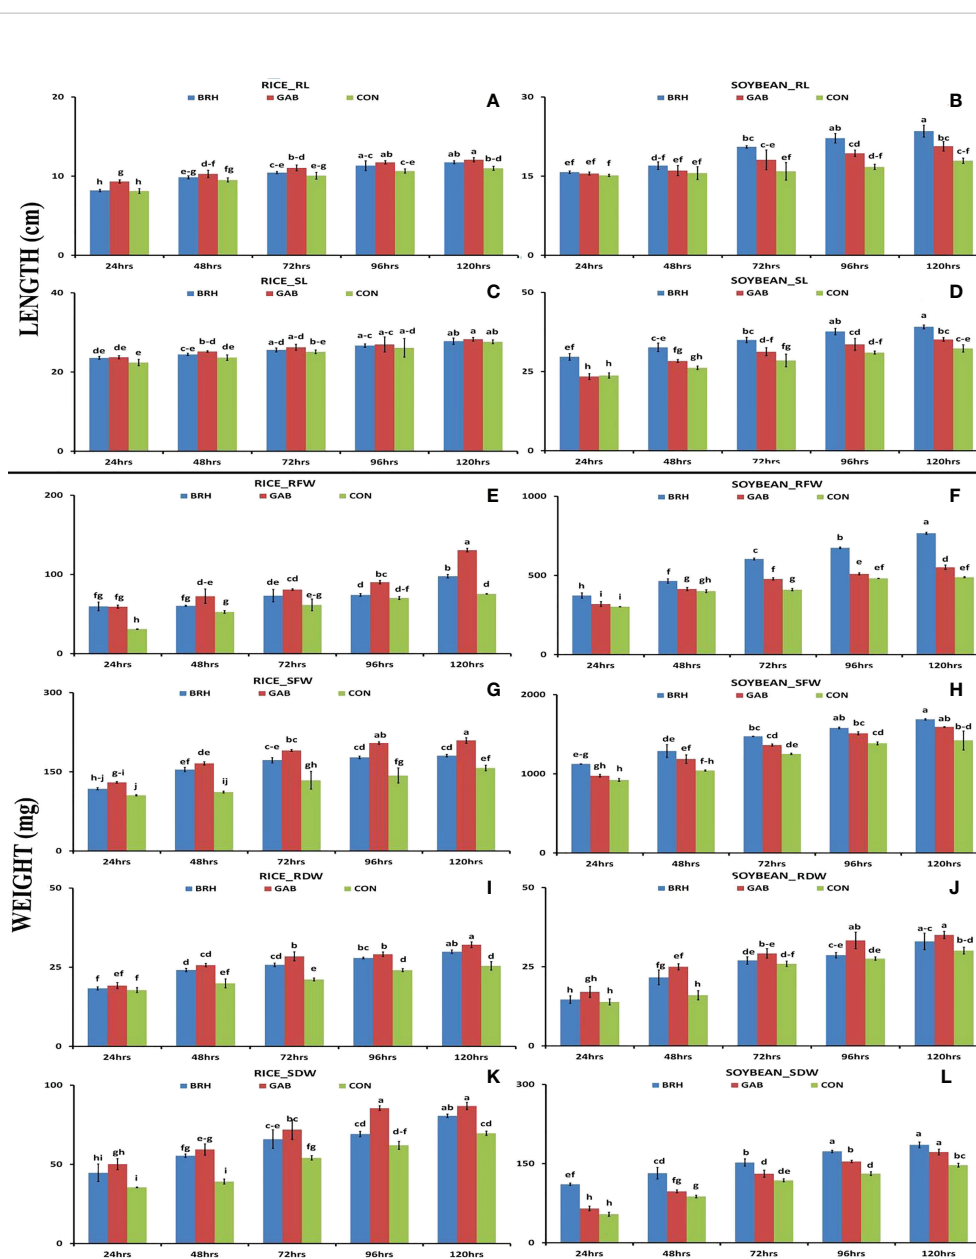 RICE_RL
BRH GAB CON
A
20
10
0
h g h e-g d-f fg c-e b-d e-g a-c ab c-e ab a b-d
24hrs 48hrs 72hrs 96hrs 120hrs
SOYBEAN_RL
BRH GAB CON
B
30
15
0
ef ef f d-f ef ef bc c-e ef ab cd d-f a bc c-f
24hrs 48hrs 72hrs 96hrs 120hrs
LENGTH (cm)
RICE_SL
BRH GAB CON
C
40
20
0
de de e c-e b-d de a-d a-d b-e a-c a-c a-d ab a ab
24hrs 48hrs 72hrs 96hrs 120hrs
SOYBEAN_SL
BRH GAB CON
D
50
25
0
e h h c-e fg gh bc d-f fg ab cd d-f a bc c-e
24hrs 48hrs 72hrs 96hrs 120hrs
RICE_RFW
BRH GAB CON
E
200
100
0
fg fg h fg d-e g de cd e-g d bc d-f b a d
24hrs 48hrs 72hrs 96hrs 120hrs
SOYBEAN_RFW
BRH GAB CON
F
1000
500
0
h i i f g gh c f g b e ef a d ef
24hrs 48hrs 72hrs 96hrs 120hrs
WEIGHT (mg)
RICE_SFW
BRH GAB CON
G
300
150
0
h-j g-i j ef de ij c-e bc gh cd ab fg cd a ef
24hrs 48hrs 72hrs 96hrs 120hrs
SOYBEAN_SFW
BRH GAB CON
H
2000
1000
0
e-g gh h de ef f-h bc cd de ab bc cd a ab b-d
24hrs 48hrs 72hrs 96hrs 120hrs
RICE_RDW
BRH GAB CON
I
50
25
0
f ef f d cd ef cd b e bc b d ab a d
24hrs 48hrs 72hrs 96hrs 120hrs
SOYBEAN_RDW
BRH GAB CON
J
50
25
0
h gh h fg ef h de b-e d-f c-e ab de a-c a b-d
24hrs 48hrs 72hrs 96hrs 120hrs
RICE_SDW
BRH GAB CON
K
100
50
0
hi gh i fg e-g i c-e bc fg cd a d-f ab a cd
24hrs 48hrs 72hrs 96hrs 120hrs
SOYBEAN_SDW
BRH GAB CON
L
300
150
0
ef h h cd fg g b d de a b d a a bc
24hrs 48hrs 72hrs 96hrs 120hrs